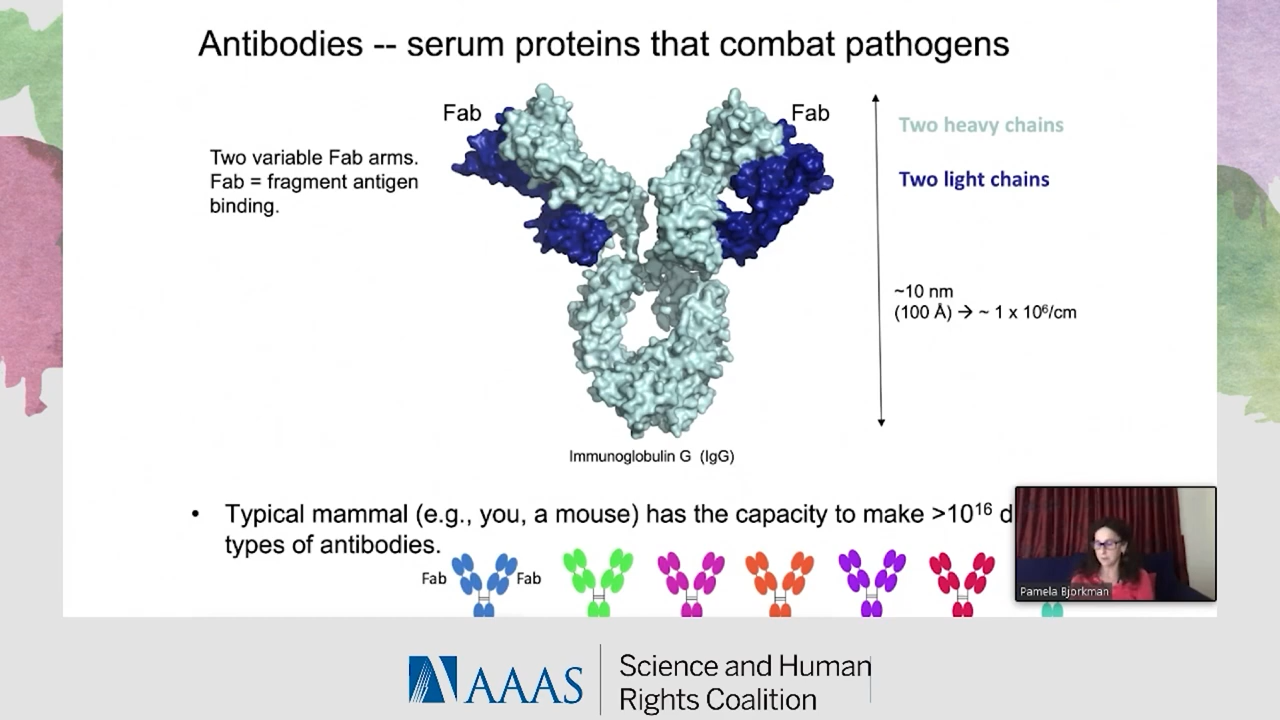 Antibodies -- serum proteins that combat pathogens
Fab
Fab
Two heavy chains
Two light chains
Two variable Fab arms.
Fab = fragment antigen
binding.
~10 nm
(100 Å) → ~ 1 x 10⁶/cm
Immunoglobulin G (IgG)
• Typical mammal (e.g., you, a mouse) has the capacity to make >10¹⁶ d
types of antibodies.
Fab
Fab
Pamela Bjorkman
AAAS
Science and Human
Rights Coalition